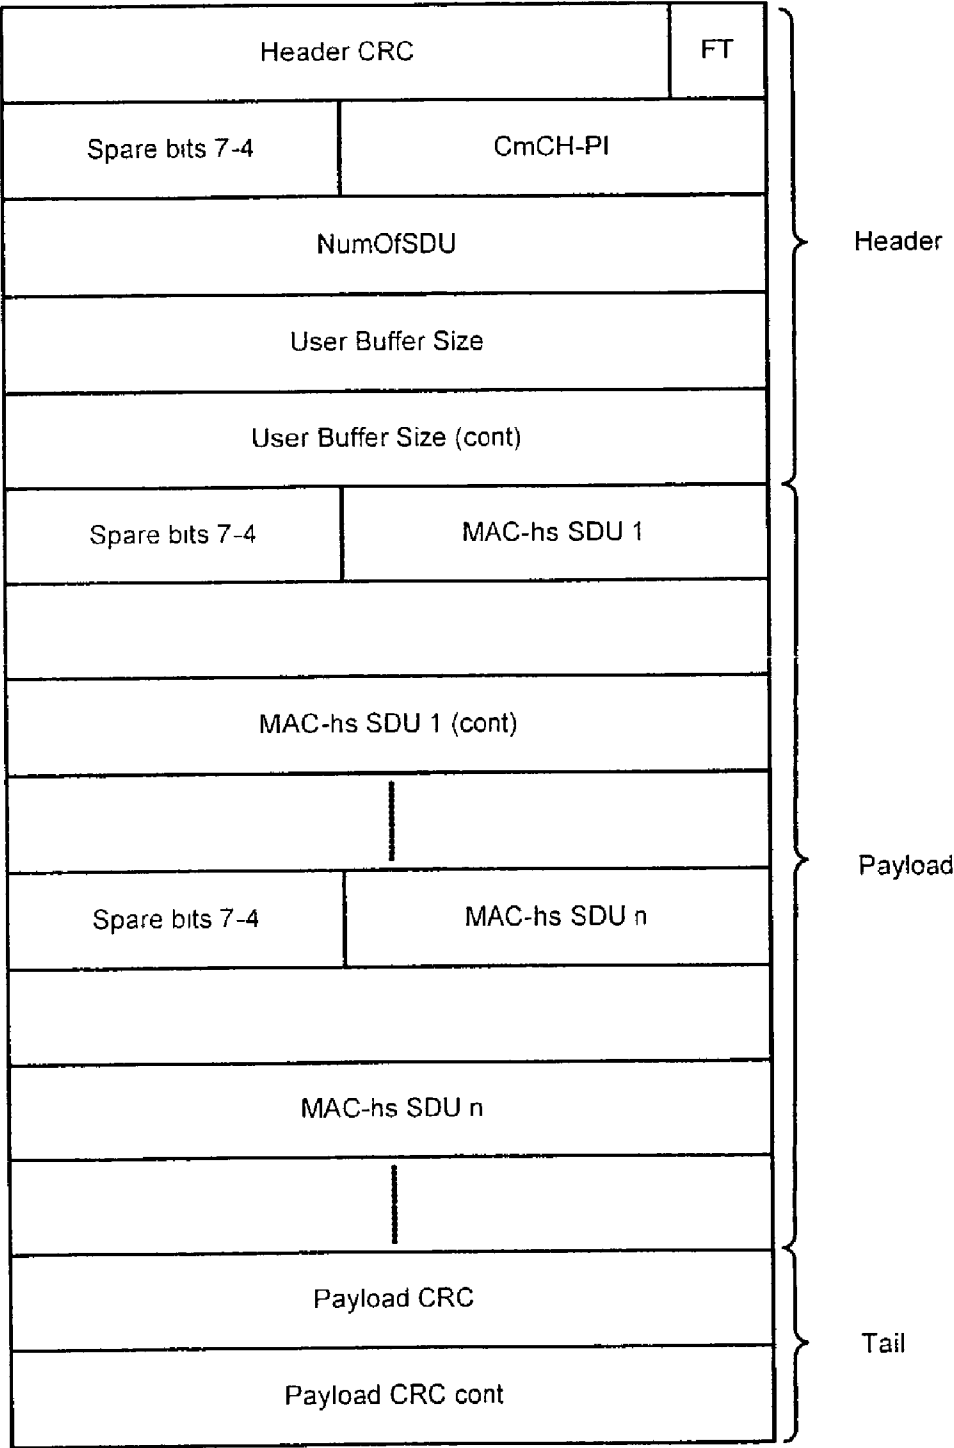 Header CRC
FT
Spare bits 7-4
CmCH-PI
NumOfSDU
Header
User Buffer Size
User Buffer Size (cont)
Spare bits 7-4
MAC-hs SDU 1
MAC-hs SDU 1 (cont)
Payload
Spare bits 7-4
MAC-hs SDU n
MAC-hs SDU n
Payload CRC
Tail
Payload CRC cont